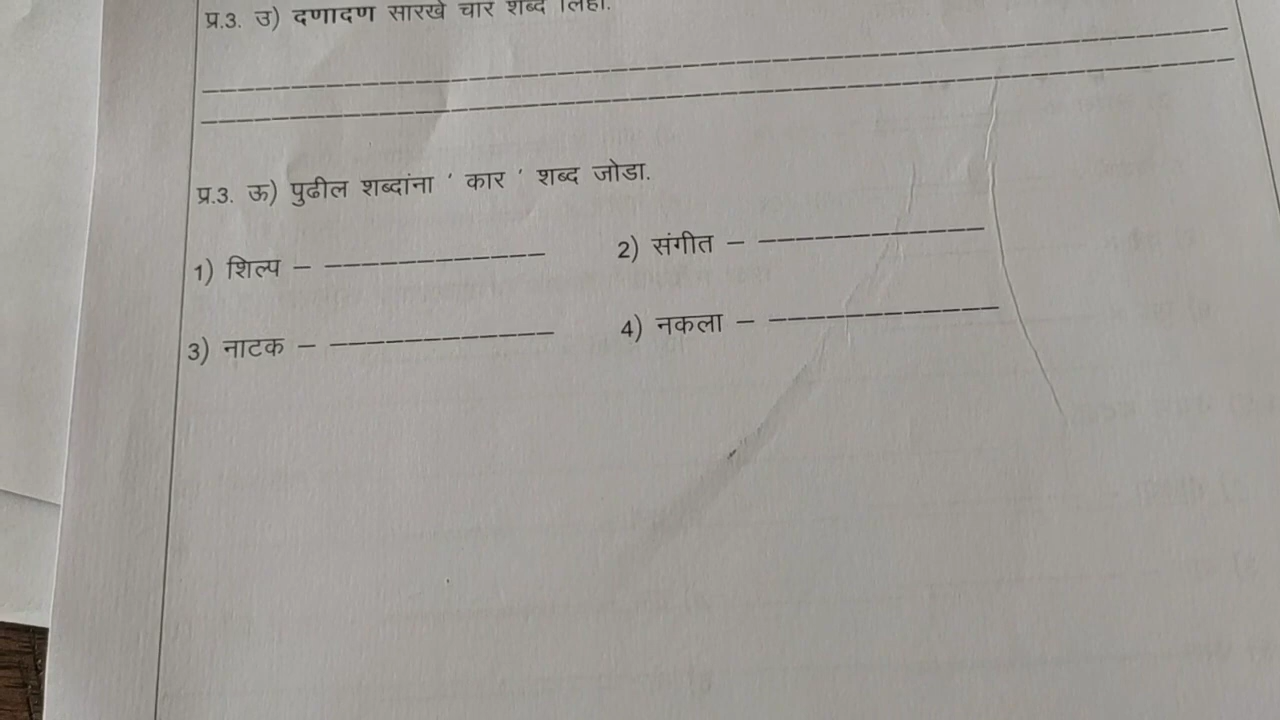 प्र.3. उ) दणादण सारखे चार शब्द लिहा.
प्र.3. ऊ) पुढील शब्दांना ' कार ' शब्द जोडा.
1) शिल्प – –––––––––––––– 2) संगीत – ––––––––––––––
3) नाटक – –––––––––––––– 4) नकला – ––––––––––––––